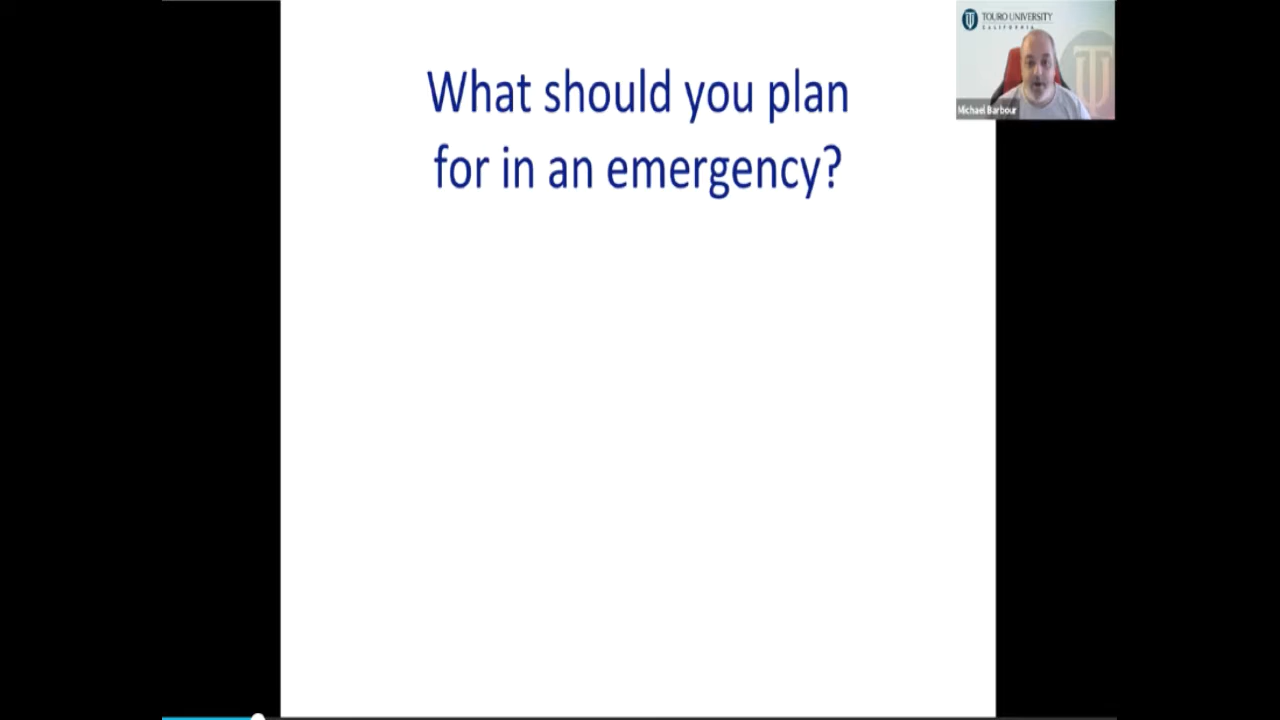 What should you plan
for in an emergency?
TOURO UNIVERSITY
CALIFORNIA
Michael Barbour